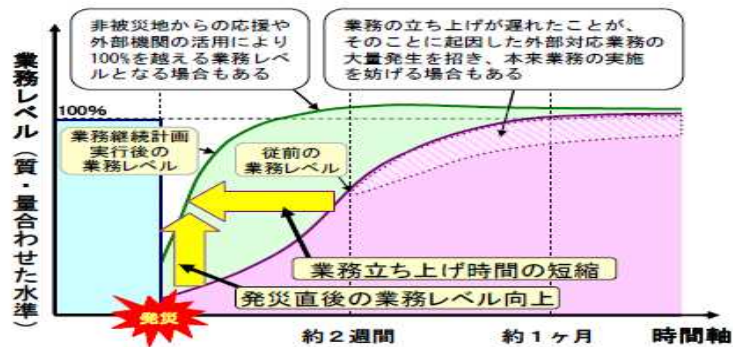 非被災地からの応援や
外部機関の活用により
100%を越える業務レベ
ルとなる場合もある
業務の立ち上げが遅れたことが、
そのことに起因した外部対応業務の
大量発生を招き、本来業務の実施
を妨げる場合もある
業務レベル（質・量合わせた水準）
100%
業務継続計画
実行後の
業務レベル
従前の
業務レベル
業務立ち上げ時間の短縮
発災直後の業務レベル向上
発災
約２週間
約１ヶ月
時間軸